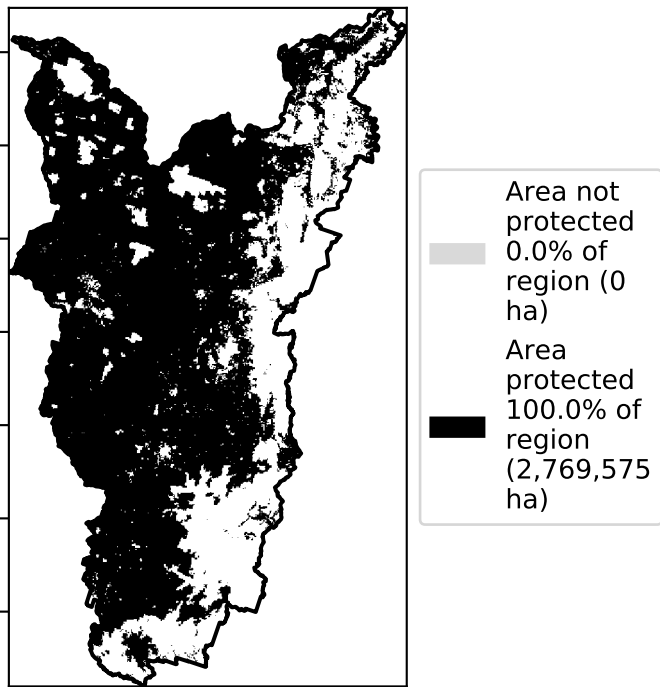 Area not
protected
0.0% of
region (0
ha)
Area
protected
100.0% of
region
(2,769,575
ha)